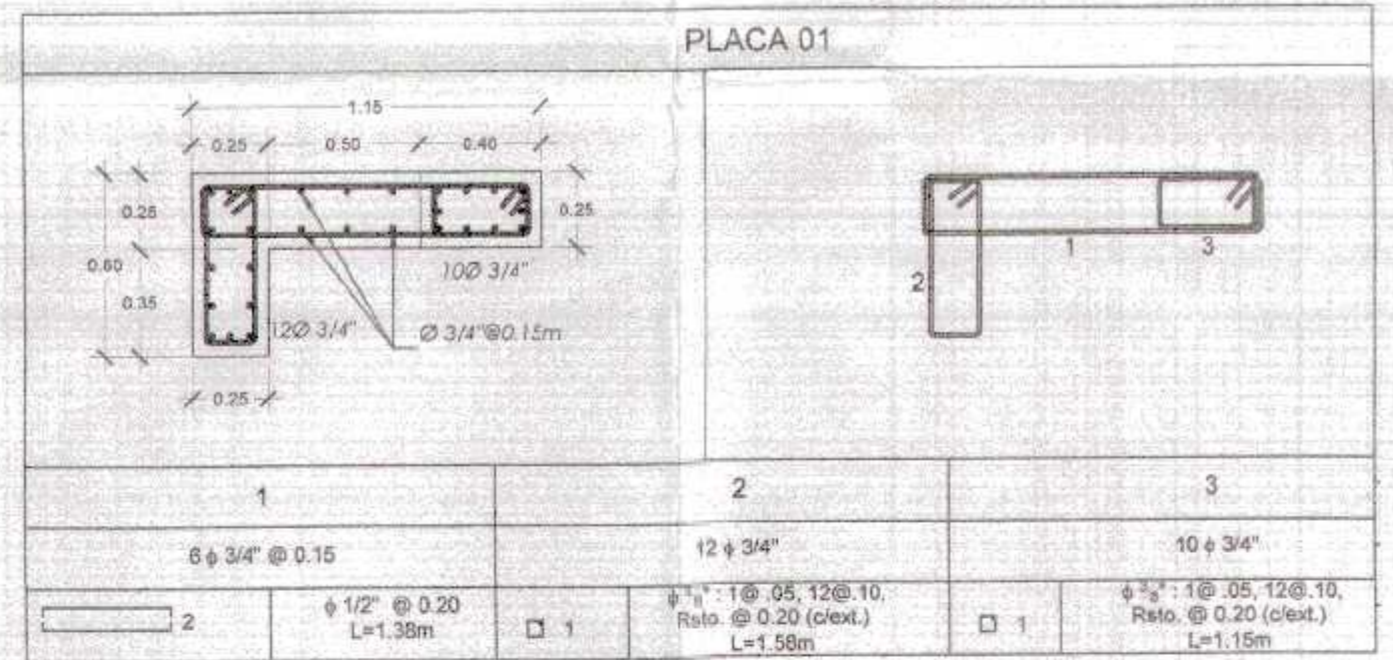 PLACA 01
1.15
0.25
0.50
0.40
0.25
0.60
0.35
0.25
10Ø 3/4"
12Ø 3/4"
Ø 3/4"@0.15m
0.25
1
3
2
1
2
3
6 ϕ 3/4" @ 0.15
12 ϕ 3/4"
10 ϕ 3/4"
2
ϕ 1/2" @ 0.20
L=1.38m
1
ϕ ³₈" : 1@ .05, 12@.10,
Rsto. @ 0.20 (c/ext.)
L=1.58m
1
ϕ ³₈" : 1@ .05, 12@.10,
Rsto. @ 0.20 (c/ext.)
L=1.15m